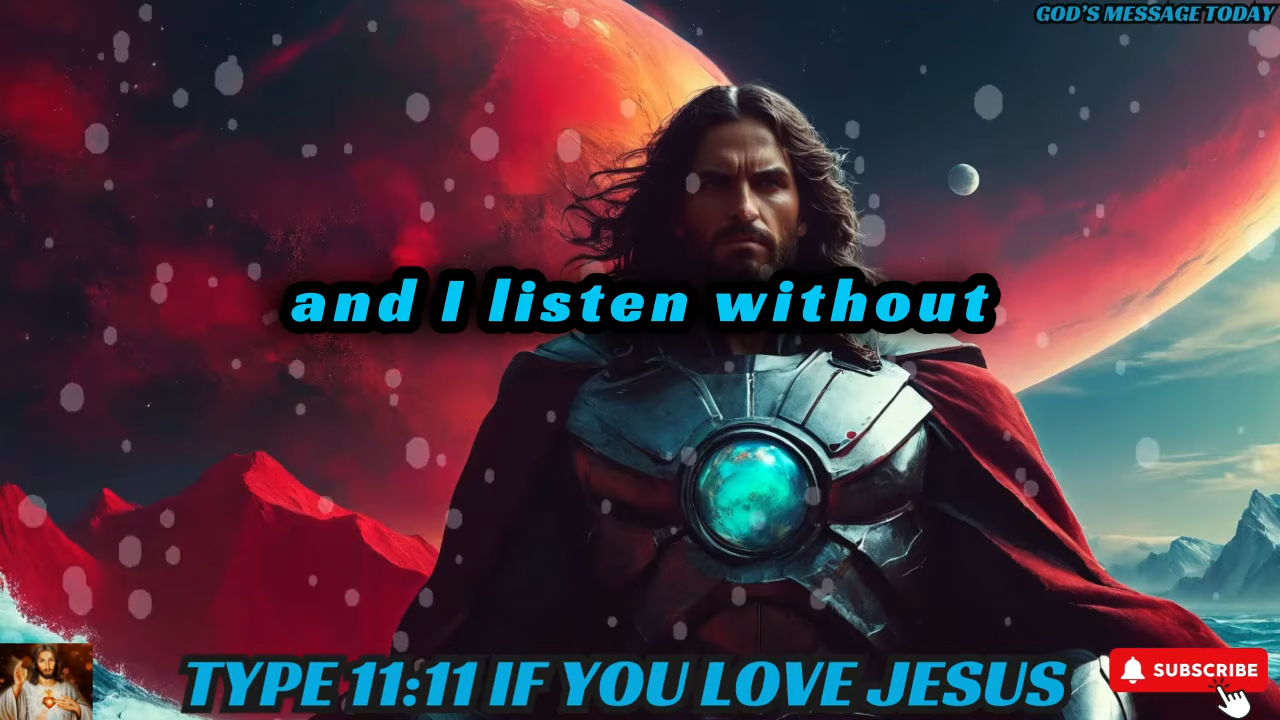 GOD'S MESSAGE TODAY
and I listen without
TYPE 11:11 IF YOU LOVE JESUS
SUBSCRIBE